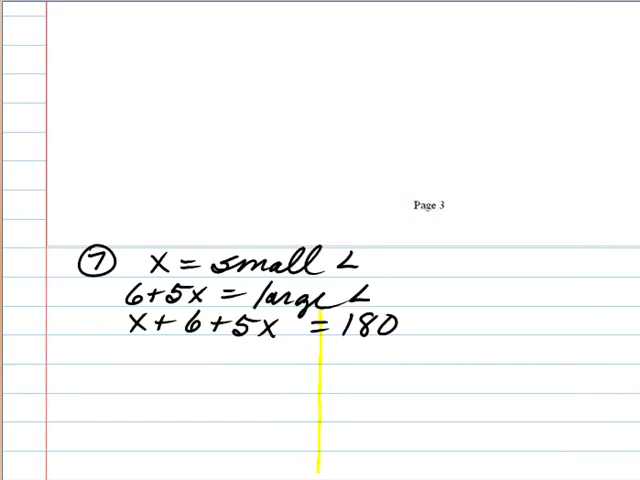 Page 3
⑦ x = small ∠
6+5x = large ∠
x + 6 + 5x = 180